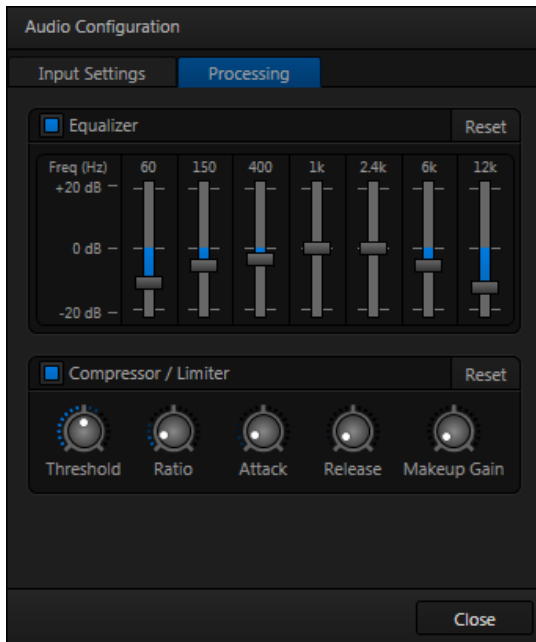 Audio Configuration
Input Settings Processing
Equalizer Reset
Freq (Hz) 60 150 400 1k 2.4k 6k 12k
+20 dB
0 dB
-20 dB
Compressor / Limiter Reset
Threshold Ratio Attack Release Makeup Gain
Close